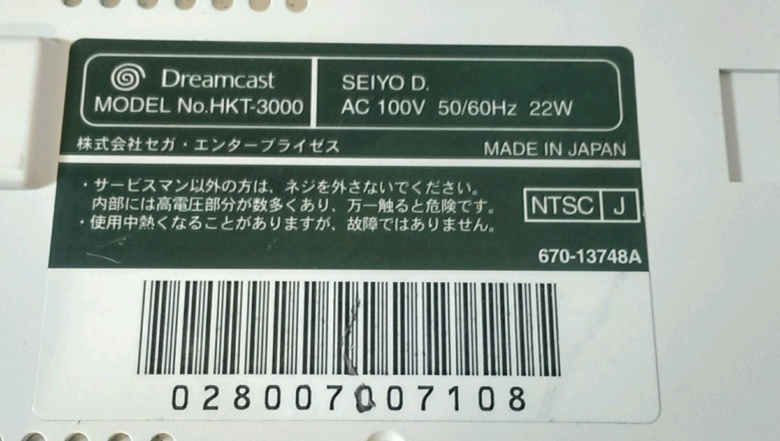 Dreamcast
MODEL No.HKT-3000
SEIYO D.
AC 100V 50/60Hz 22W
株式会社セガ・エンタープライゼス
MADE IN JAPAN
・サービスマン以外の方は、ネジを外さないでください。
内部には高電圧部分が数多くあり、万一触ると危険です。
・使用中熱くなることがありますが、故障ではありません。
NTSC J
670-13748A
028007007108